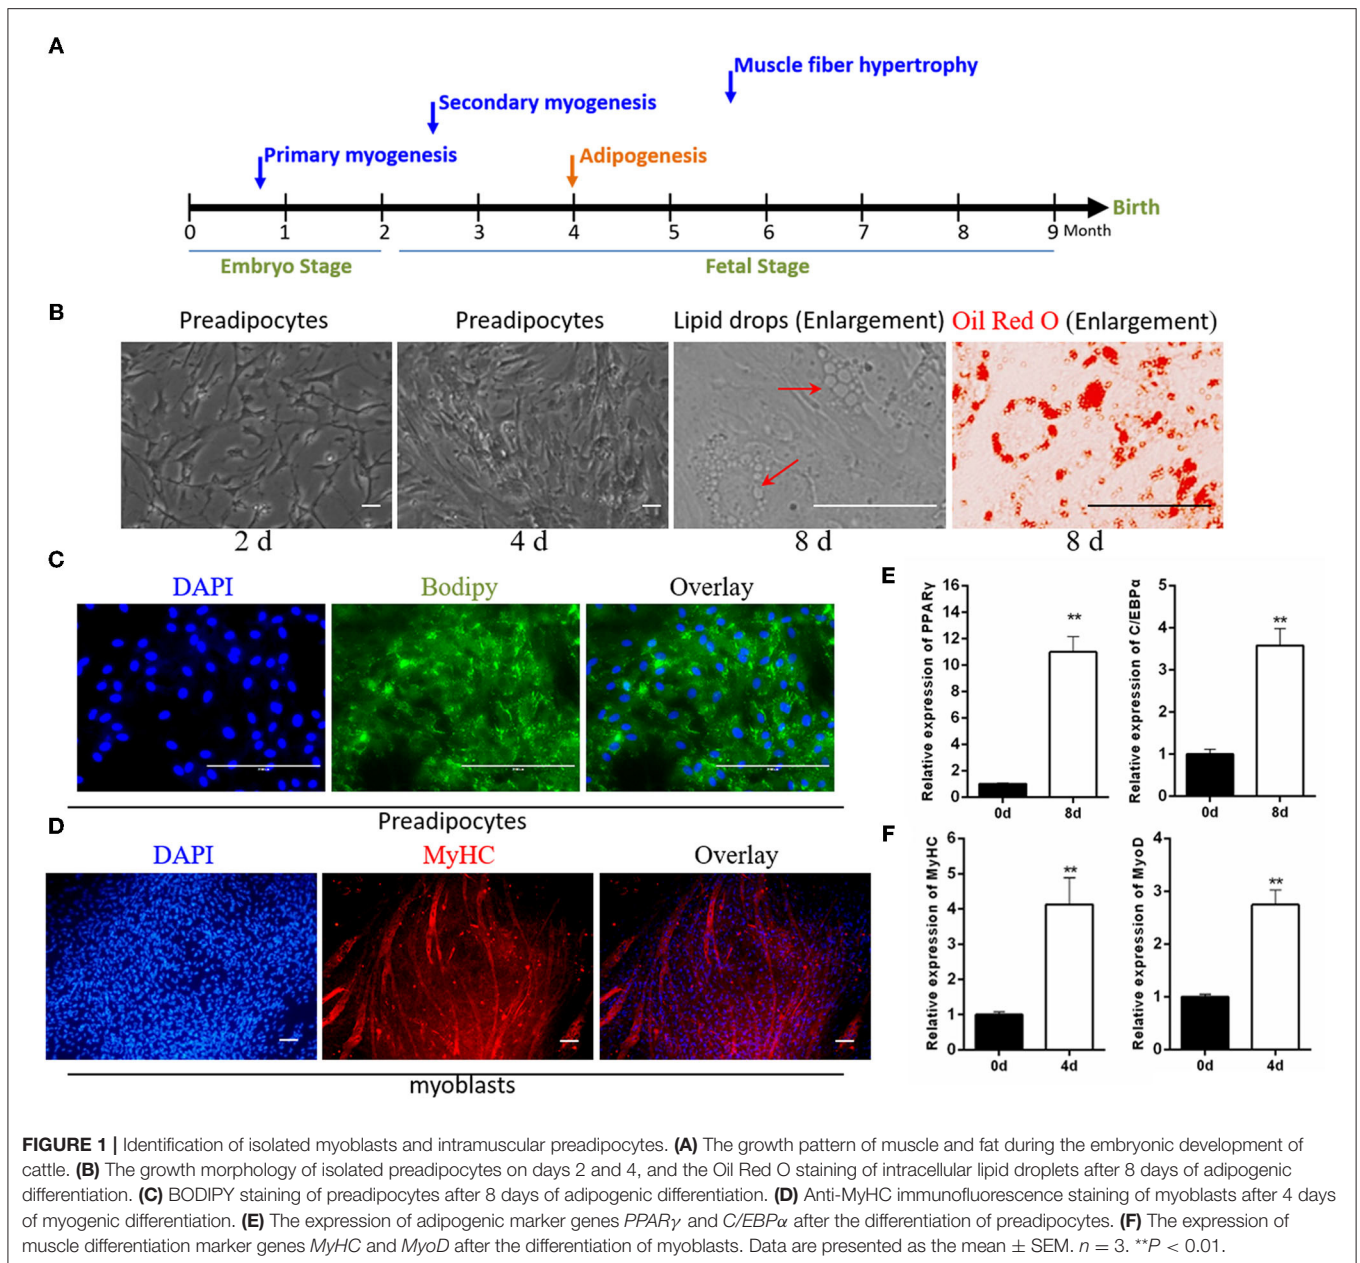 A
Muscle fiber hypertrophy
Secondary myogenesis
Primary myogenesis
Adipogenesis
Birth
0 1 2 3 4 5 6 7 8 9 Month
Embryo Stage
Fetal Stage
B
Preadipocytes
Preadipocytes
Lipid drops (Enlargement)
Oil Red O (Enlargement)
2 d
4 d
8 d
8 d
C
DAPI
Bodipy
Overlay
Preadipocytes
D
DAPI
MyHC
Overlay
myoblasts
E
Relative expression of PPARγ
16
14
12
10
8
6
4
2
0
**
0d 8d
Relative expression of C/EBPα
5
4
3
2
1
0
**
0d 8d
F
Relative expression of MyHC
6
5
4
3
2
1
0
**
0d 4d
Relative expression of MyoD
4
3
2
1
0
**
0d 4d
FIGURE 1 | Identification of isolated myoblasts and intramuscular preadipocytes. (A) The growth pattern of muscle and fat during the embryonic development of
cattle. (B) The growth morphology of isolated preadipocytes on days 2 and 4, and the Oil Red O staining of intracellular lipid droplets after 8 days of adipogenic
differentiation. (C) BODIPY staining of preadipocytes after 8 days of adipogenic differentiation. (D) Anti-MyHC immunofluorescence staining of myoblasts after 4 days
of myogenic differentiation. (E) The expression of adipogenic marker genes PPARγ and C/EBPα after the differentiation of preadipocytes. (F) The expression of
muscle differentiation marker genes MyHC and MyoD after the differentiation of myoblasts. Data are presented as the mean ± SEM. n = 3. **P < 0.01.